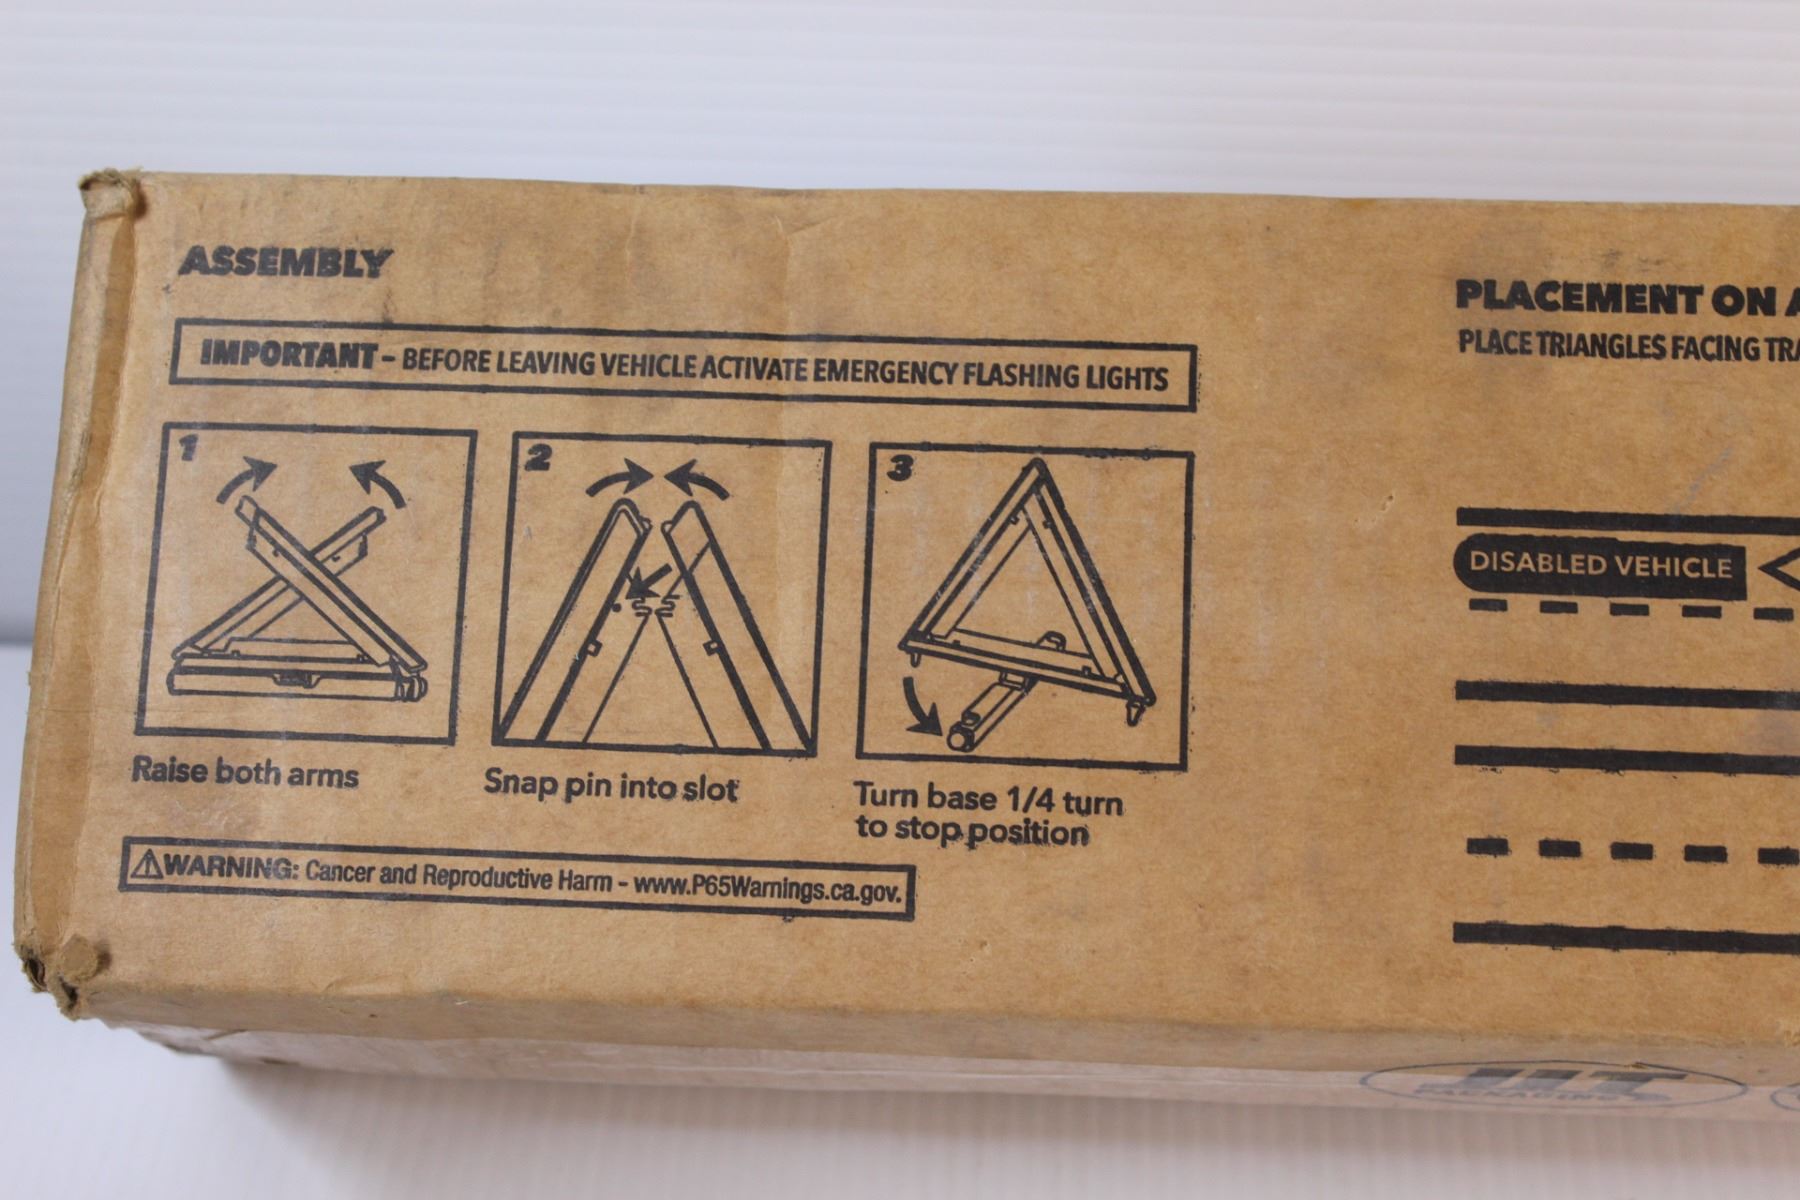 ASSEMBLY
IMPORTANT – BEFORE LEAVING VEHICLE ACTIVATE EMERGENCY FLASHING LIGHTS
1
2
3
Raise both arms
Snap pin into slot
Turn base 1/4 turn
to stop position
⚠WARNING: Cancer and Reproductive Harm – www.P65Warnings.ca.gov.
PLACEMENT ON
PLACE TRIANGLES FACING
DISABLED VEHICLE
JIT
PACKAGING